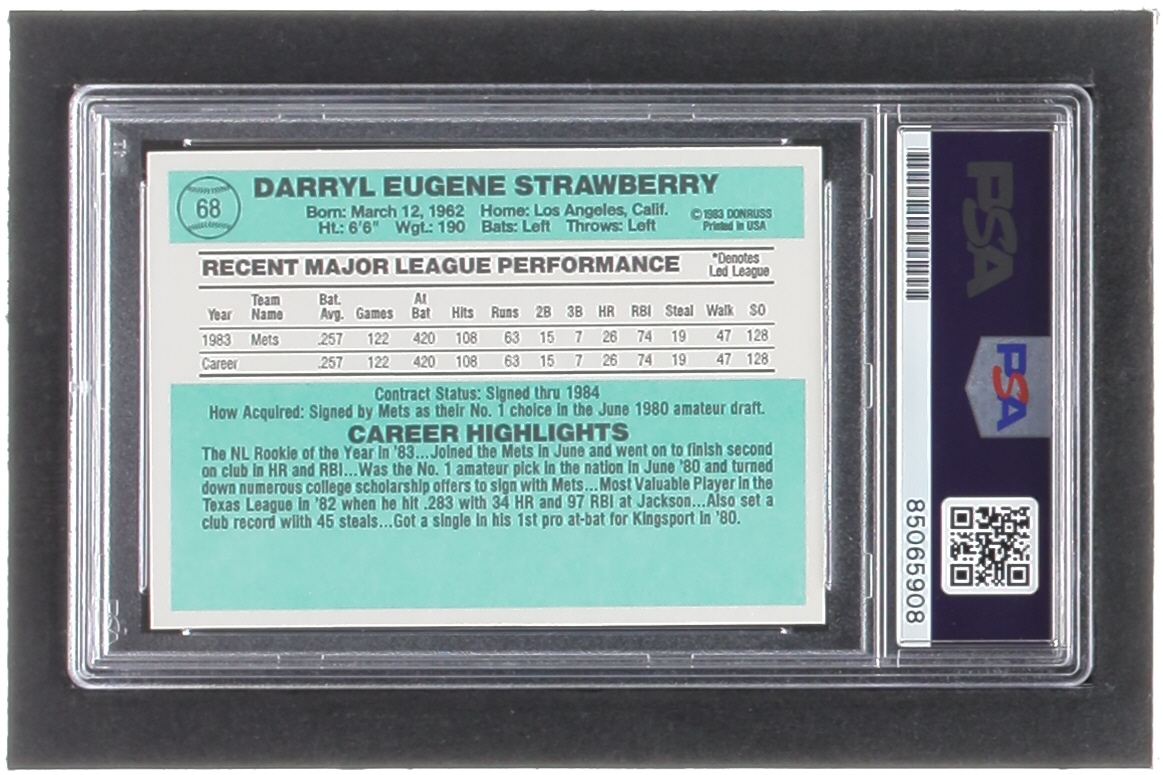 68
DARRYL EUGENE STRAWBERRY
Born: March 12, 1962 Home: Los Angeles, Calif.
Ht.: 6'6" Wgt.: 190 Bats: Left Throws: Left
© 1983 DONRUSS
Printed in USA
RECENT MAJOR LEAGUE PERFORMANCE
*Denotes
Led League
Year Team Name Bat. Avg. Games At Bat Hits Runs 2B 3B HR RBI Steal Walk SO
1983 Mets .257 122 420 108 63 15 7 26 74 19 47 128
Career .257 122 420 108 63 15 7 26 74 19 47 128
Contract Status: Signed thru 1984
How Acquired: Signed by Mets as their No. 1 choice in the June 1980 amateur draft.
CAREER HIGHLIGHTS
The NL Rookie of the Year in '83...Joined the Mets in June and went on to finish second
on club in HR and RBI...Was the No. 1 amateur pick in the nation in June '80 and turned
down numerous college scholarship offers to sign with Mets...Most Valuable Player in the
Texas League in '82 when he hit .283 with 34 HR and 97 RBI at Jackson...Also set a
club record wiith 45 steals...Got a single in his 1st pro at-bat for Kingsport in '80.
PSA
PSA
85065908